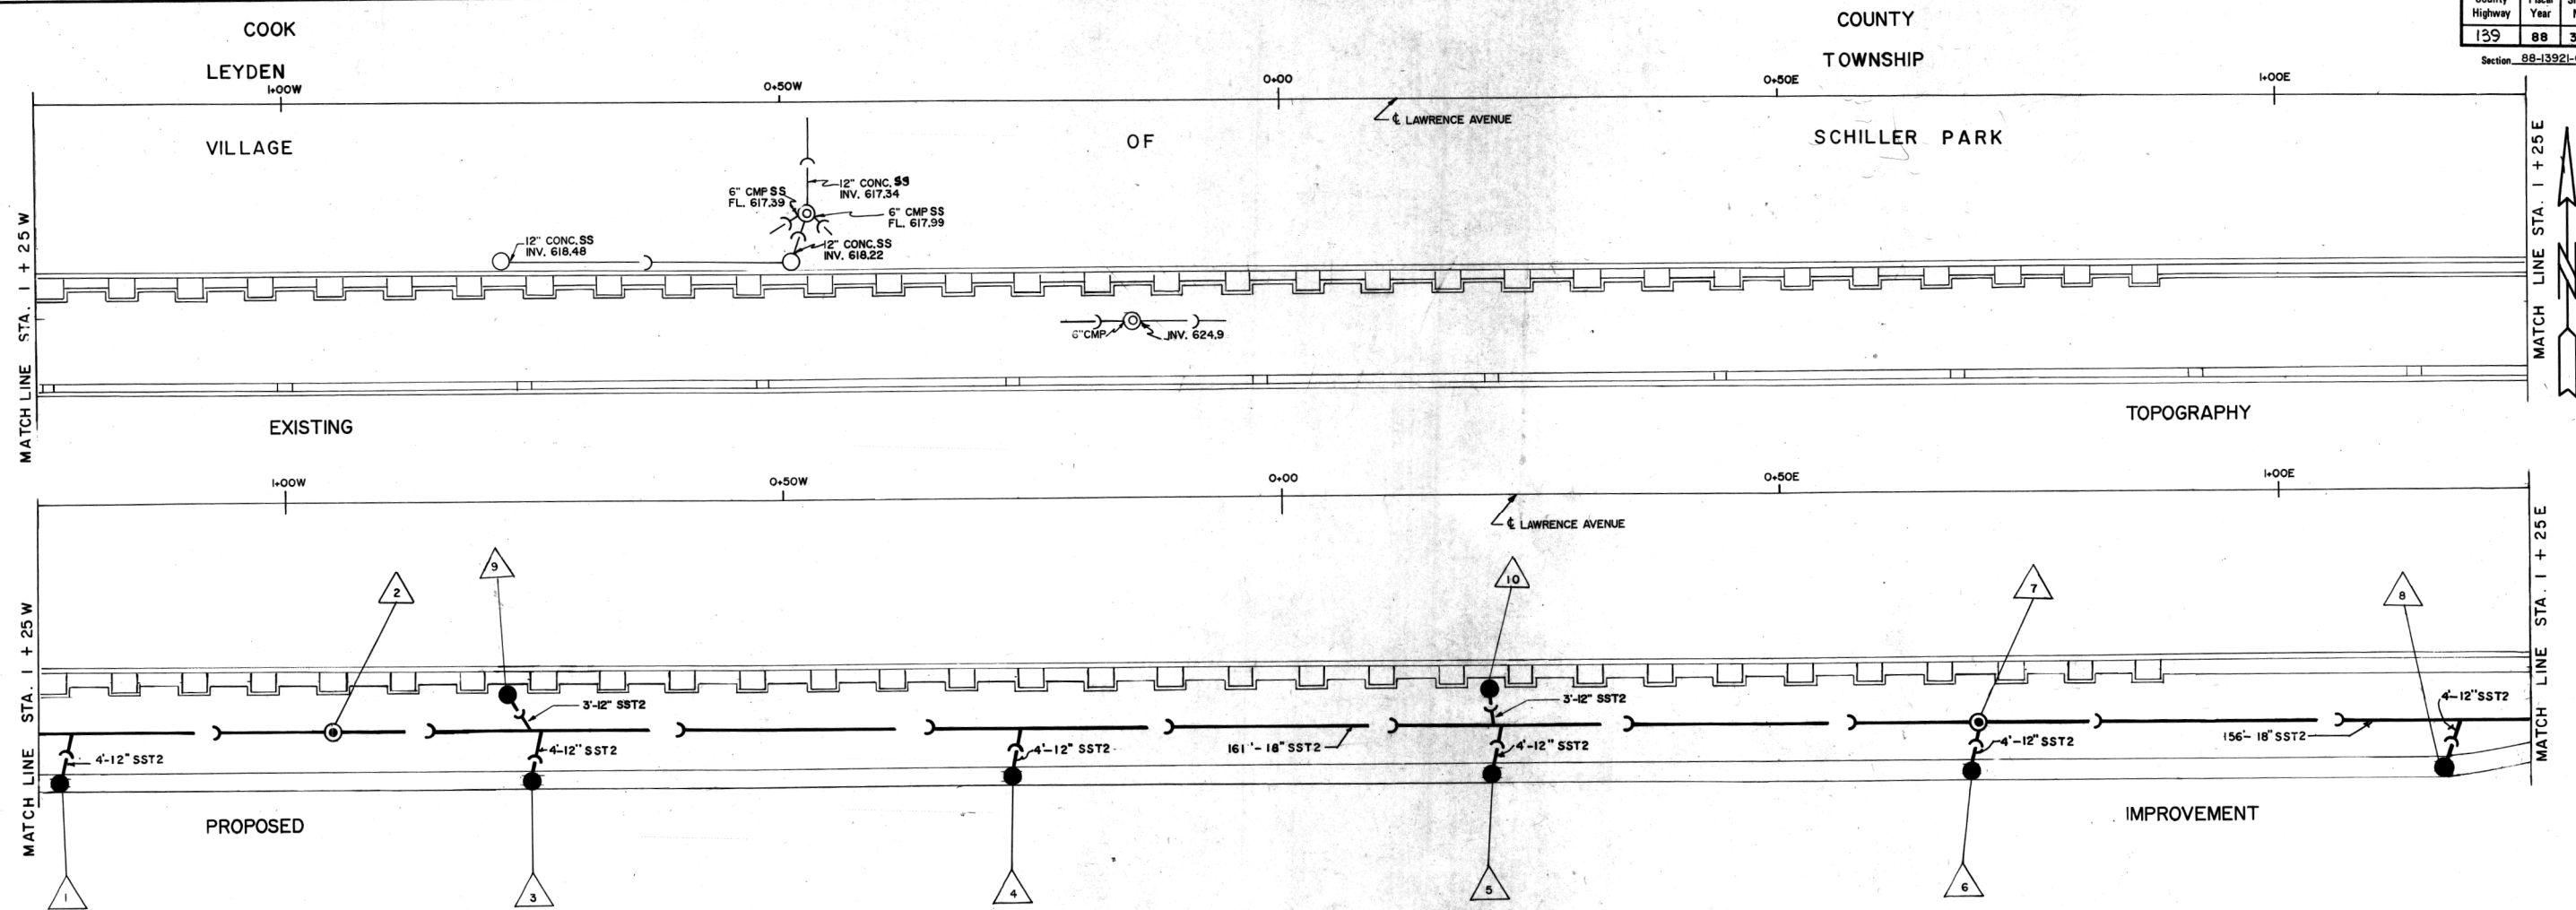 COOK
COUNTY
Highway Year
139 88
LEYDEN
TOWNSHIP
Section 88-13921-
1+00W
0+50W
0+00
0+50E
1+00E
℄ LAWRENCE AVENUE
VILLAGE
OF
SCHILLER PARK
6" CMP SS
FL. 617.39
12" CONC. SS
INV. 617.34
6" CMP SS
FL. 617.99
12" CONC. SS
INV. 618.48
12" CONC. SS
INV. 618.22
6" CMP
INV. 624.9
MATCH LINE STA. 1 + 25 W
MATCH LINE STA. 1 + 25 E
EXISTING
TOPOGRAPHY
1+00W
0+50W
0+00
0+50E
1+00E
℄ LAWRENCE AVENUE
9
2
10
7
8
3'-12" SST2
3'-12" SST2
4'-12" SST2
4'-12" SST2
4'-12" SST2
4'-12" SST2
161'-18" SST2
4'-12" SST2
4'-12" SST2
156'-18" SST2
MATCH LINE STA. 1 + 25 W
MATCH LINE STA. 1 + 25 E
PROPOSED
IMPROVEMENT
1
3
4
5
6